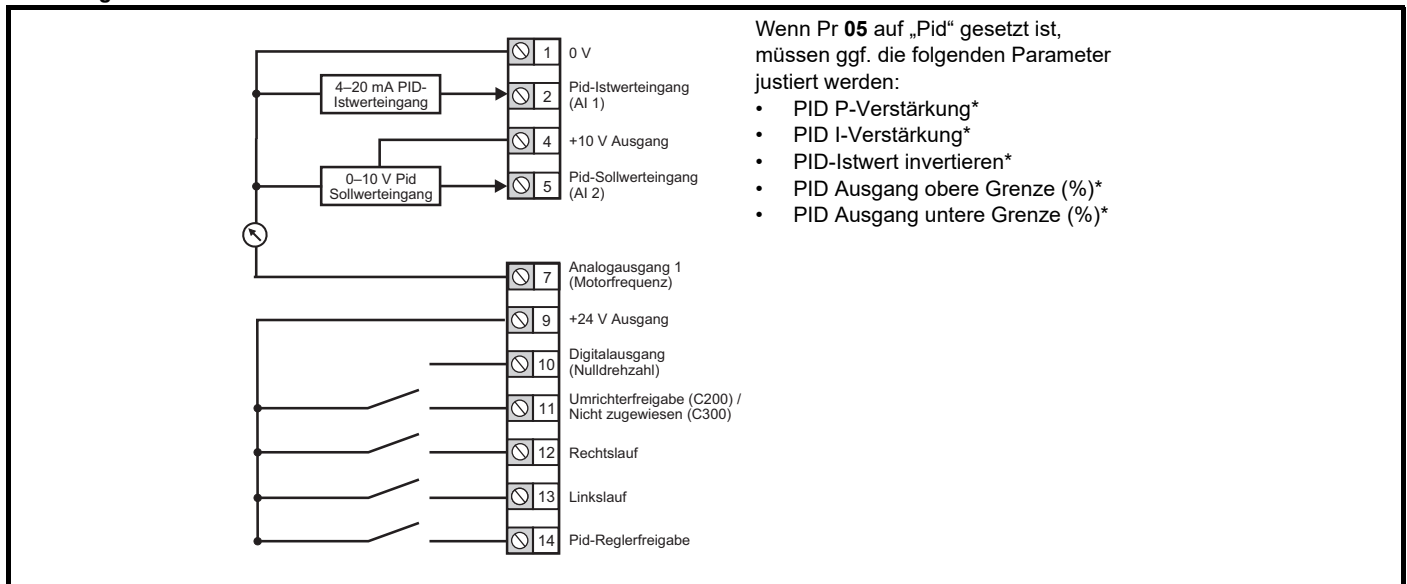 1 0 V
4–20 mA PID-
Istwerteingang
2 Pid-Istwerteingang
(AI 1)
4 +10 V Ausgang
0–10 V Pid
Sollwerteingang
5 Pid-Sollwerteingang
(AI 2)
7 Analogausgang 1
(Motorfrequenz)
9 +24 V Ausgang
10 Digitalausgang
(Nulldrehzahl)
11 Umrichterfreigabe (C200) /
Nicht zugewiesen (C300)
12 Rechtslauf
13 Linkslauf
14 Pid-Reglerfreigabe
Wenn Pr 05 auf „Pid“ gesetzt ist,
müssen ggf. die folgenden Parameter
justiert werden:
• PID P-Verstärkung*
• PID I-Verstärkung*
• PID-Istwert invertieren*
• PID Ausgang obere Grenze (%)*
• PID Ausgang untere Grenze (%)*